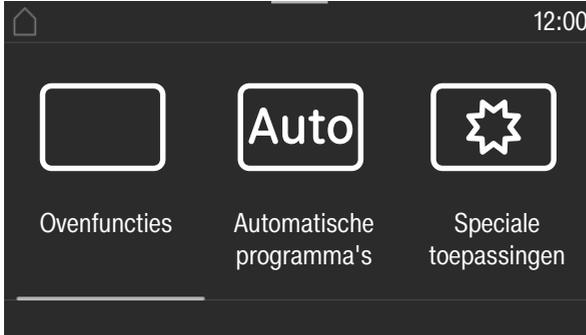 12:00
Auto
Ovenfuncties
Automatische
programma's
Speciale
toepassingen